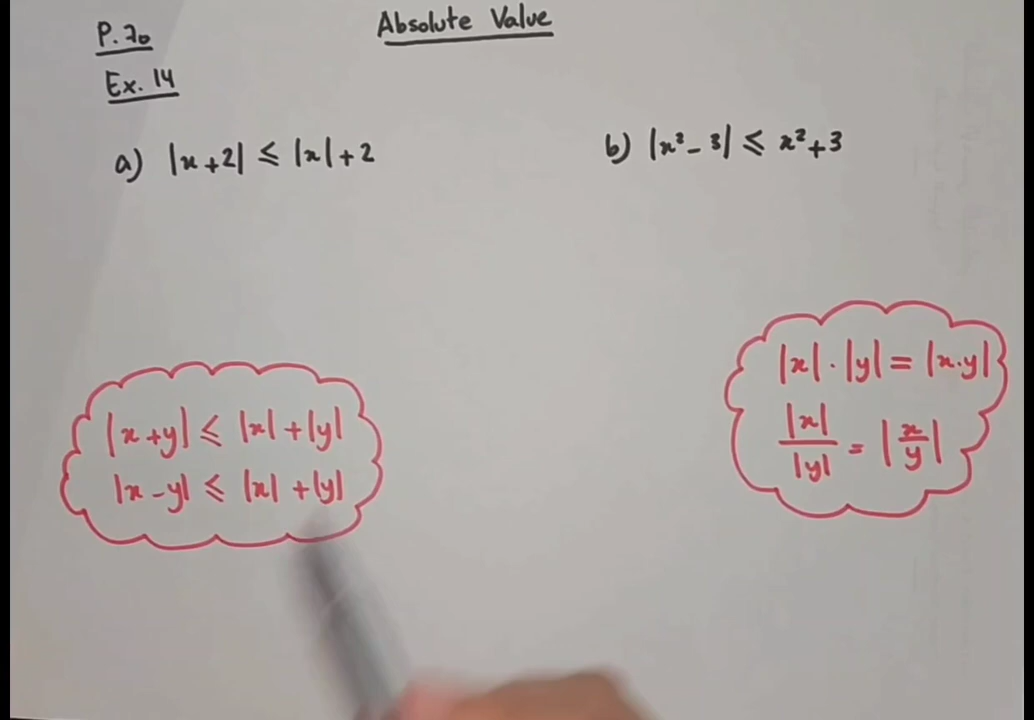 Absolute Value
P. 70
Ex. 14
a) |x+2| ≤ |x|+2
b) |x²-3| ≤ x²+3
|x+y| ≤ |x|+|y|
|x-y| ≤ |x|+|y|
|x|·|y| = |x·y|
|x|/|y| = |x/y|